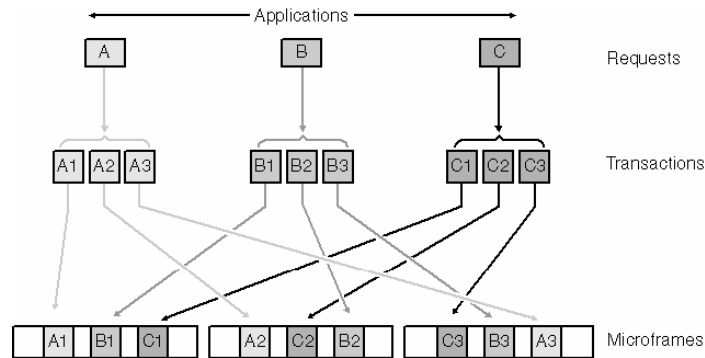 Applications
A B C Requests
A1 A2 A3 B1 B2 B3 C1 C2 C3 Transactions
A1 B1 C1 A2 C2 B2 C3 B3 A3 Microframes